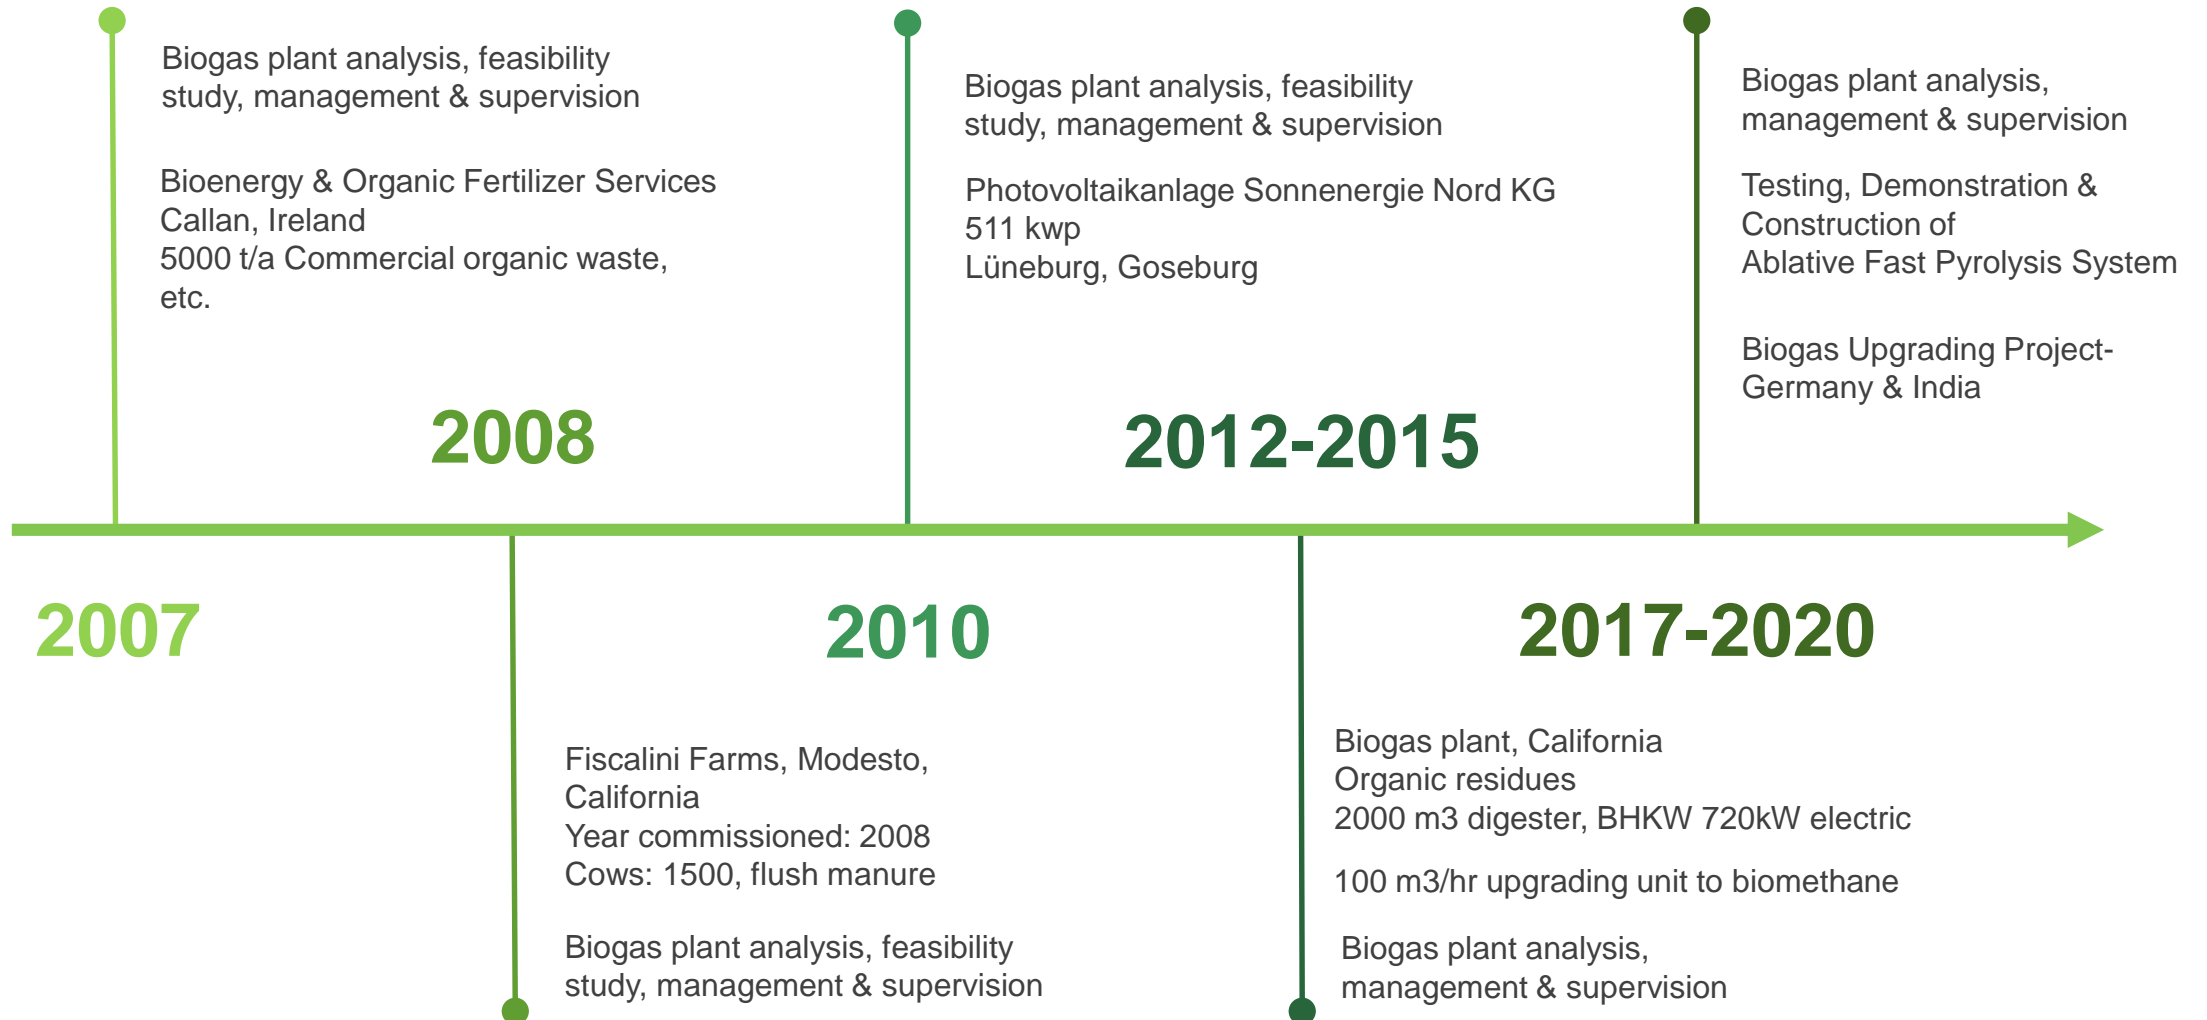 Biogas plant analysis, feasibility
study, management & supervision
Bioenergy & Organic Fertilizer Services
Callan, Ireland
5000 t/a Commercial organic waste,
etc.
Biogas plant analysis, feasibility
study, management & supervision
Photovoltaikanlage Sonnenergie Nord KG
511 kwp
Lüneburg, Goseburg
Biogas plant analysis,
management & supervision
Testing, Demonstration &
Construction of
Ablative Fast Pyrolysis System
Biogas Upgrading Project-
Germany & India
2008
2012-2015
2007
2010
2017-2020
Fiscalini Farms, Modesto,
California
Year commissioned: 2008
Cows: 1500, flush manure
Biogas plant analysis, feasibility
study, management & supervision
Biogas plant, California
Organic residues
2000 m3 digester, BHKW 720kW electric
100 m3/hr upgrading unit to biomethane
Biogas plant analysis,
management & supervision